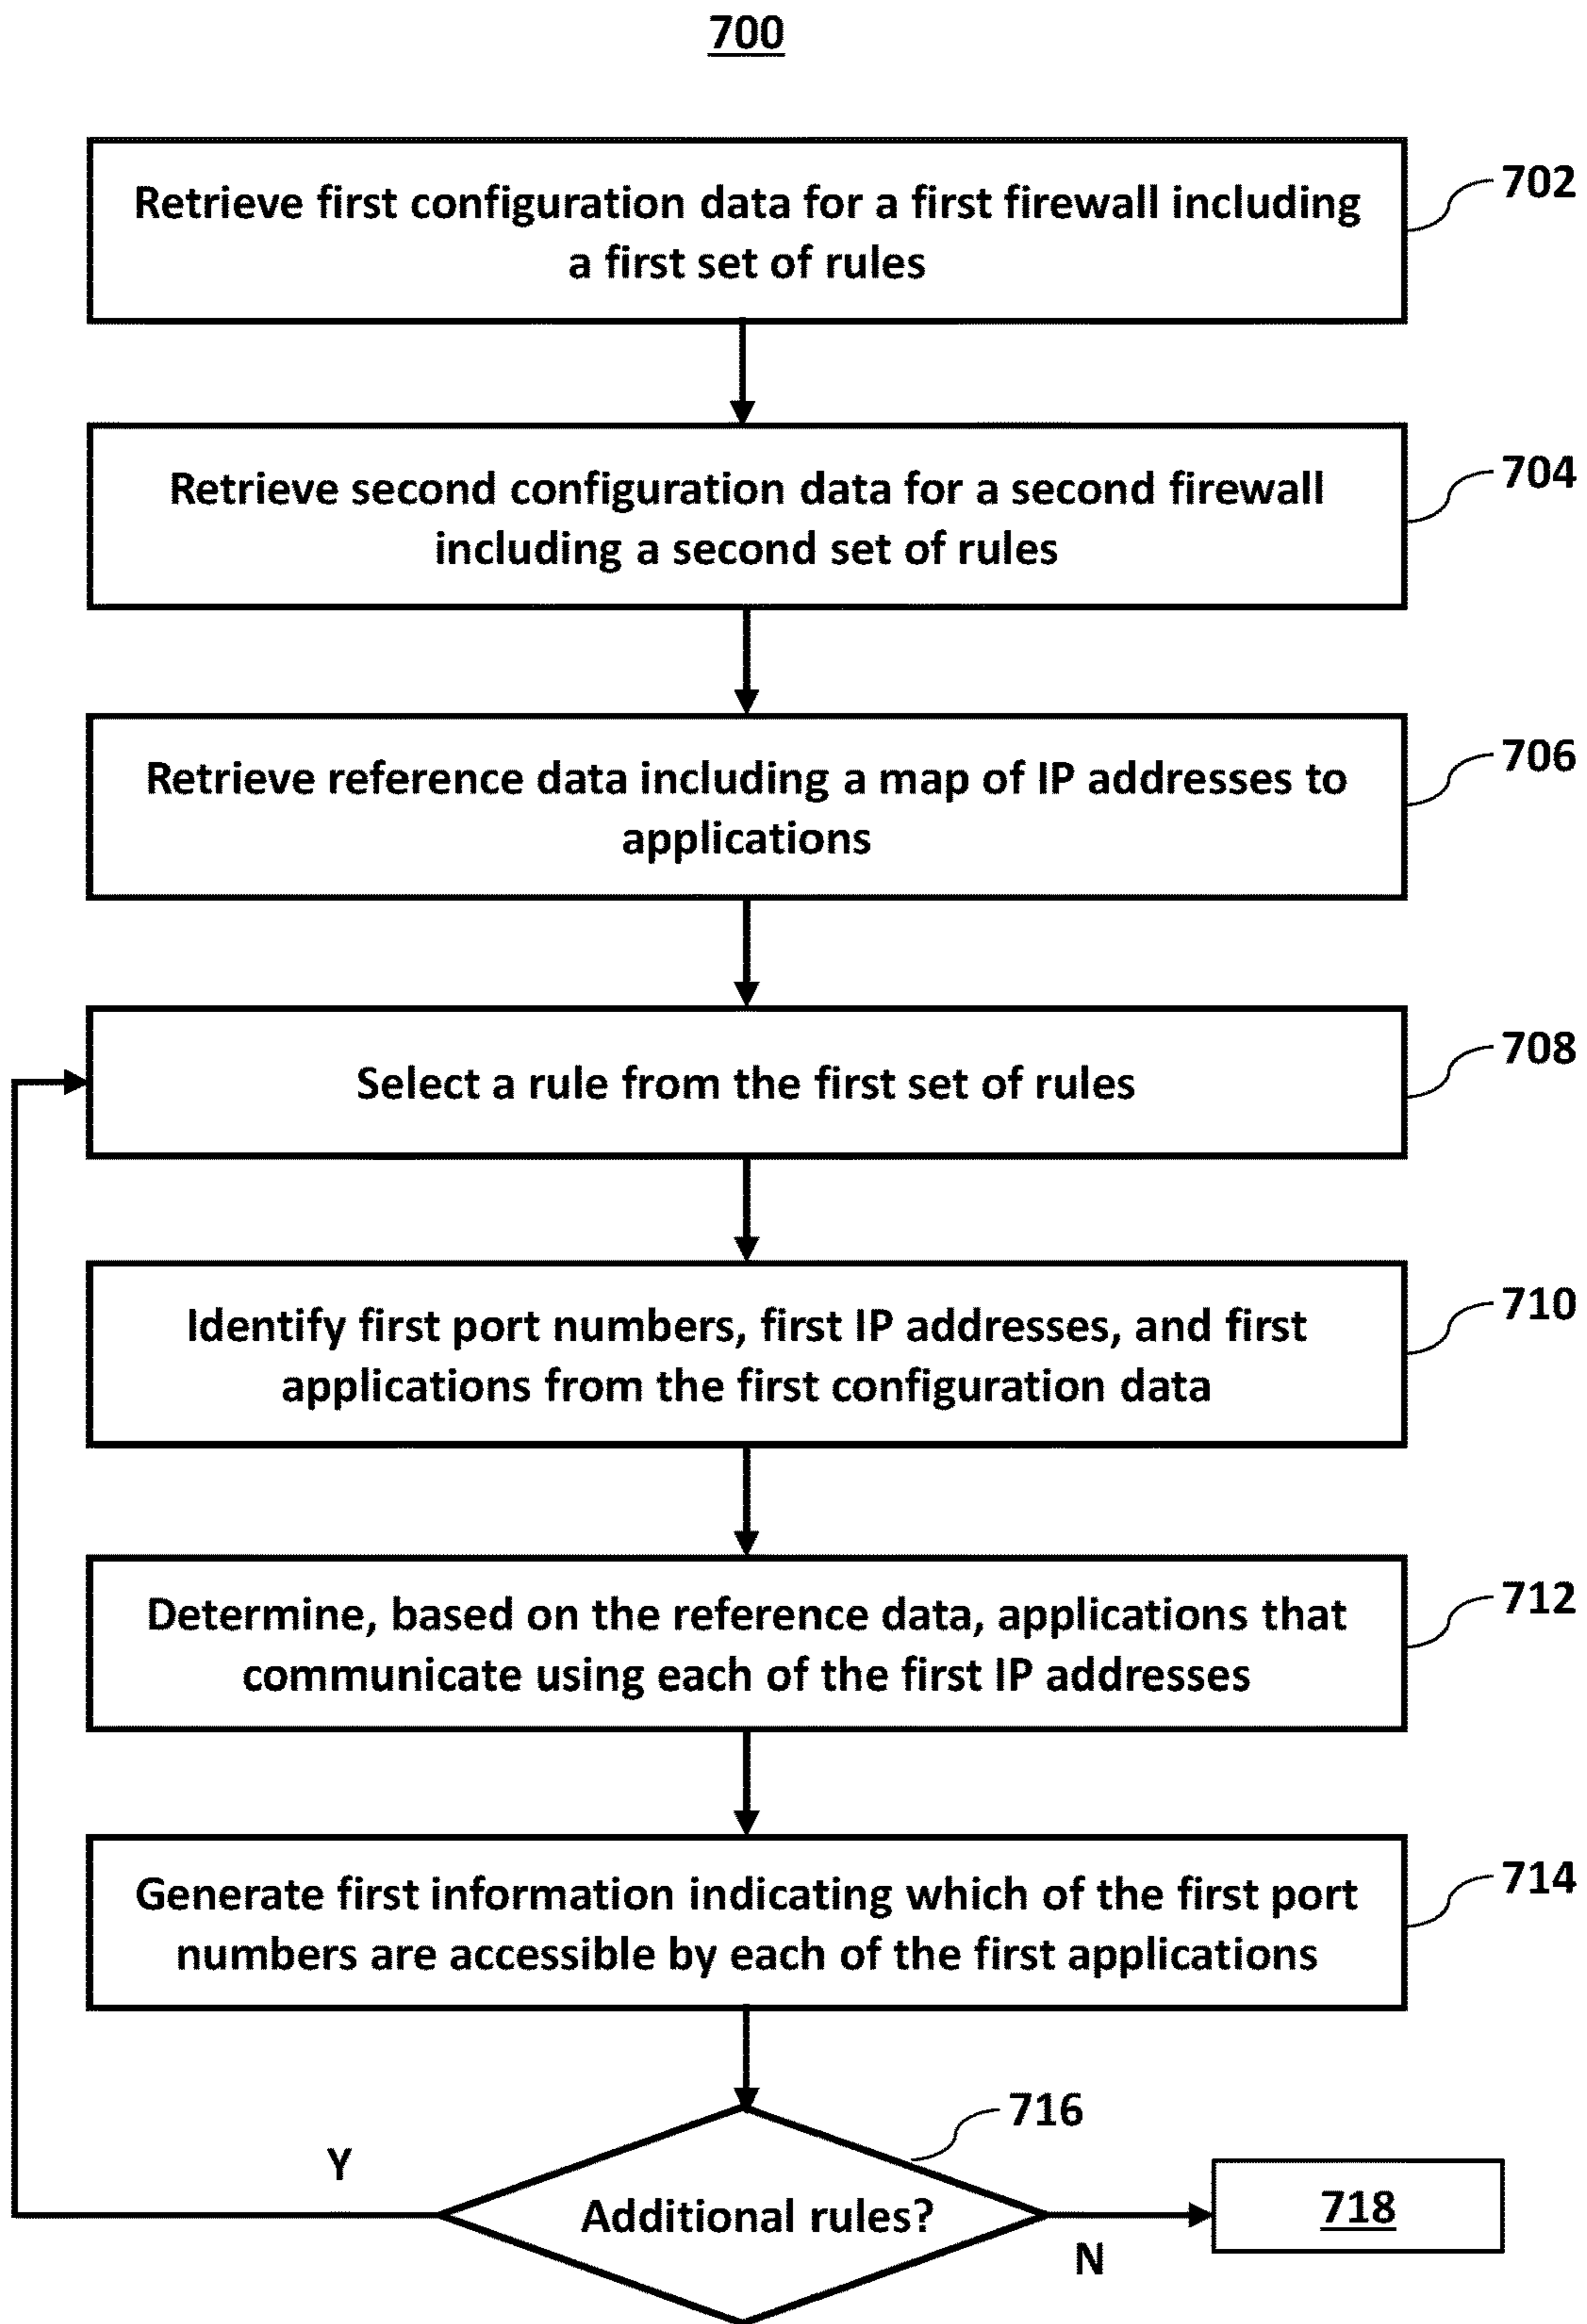 700
Retrieve first configuration data for a first firewall including
a first set of rules
702
Retrieve second configuration data for a second firewall
including a second set of rules
704
Retrieve reference data including a map of IP addresses to
applications
706
Select a rule from the first set of rules
708
Identify first port numbers, first IP addresses, and first
applications from the first configuration data
710
Determine, based on the reference data, applications that
communicate using each of the first IP addresses
712
Generate first information indicating which of the first port
numbers are accessible by each of the first applications
714
716
Y
Additional rules?
N
718